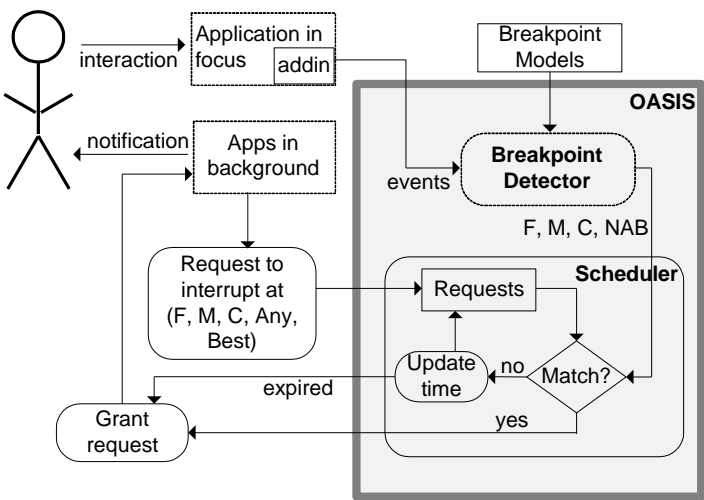 interaction
Application in
focus
addin
Breakpoint
Models
OASIS
notification
Apps in
background
events
Breakpoint
Detector
F, M, C, NAB
Request to
interrupt at
(F, M, C, Any,
Best)
Scheduler
Requests
Update
time
no
Match?
expired
yes
Grant
request